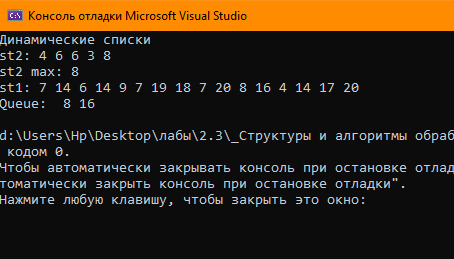 Консоль отладки Microsoft Visual Studio
Динамические списки
st2: 4 6 6 3 8
st2 max: 8
st1: 7 14 6 14 9 7 19 18 7 20 8 16 4 14 17 20
Queue:  8 16
d:\Users\Hp\Desktop\лабы\2.3\_Структуры и алгоритмы обраб
 кодом 0.
Чтобы автоматически закрывать консоль при остановке отлад
томатически закрыть консоль при остановке отладки".
Нажмите любую клавишу, чтобы закрыть это окно: